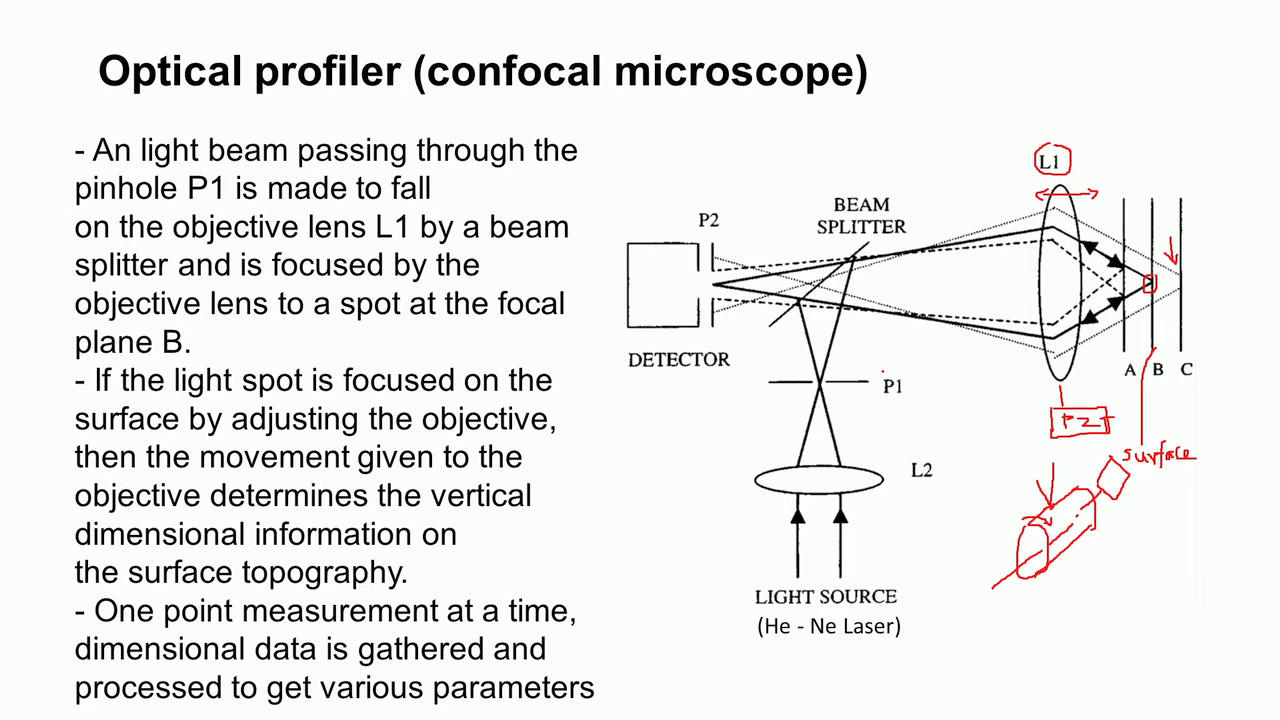 Optical profiler (confocal microscope)
- An light beam passing through the
pinhole P1 is made to fall
on the objective lens L1 by a beam
splitter and is focused by the
objective lens to a spot at the focal
plane B.
- If the light spot is focused on the
surface by adjusting the objective,
then the movement given to the
objective determines the vertical
dimensional information on
the surface topography.
- One point measurement at a time,
dimensional data is gathered and
processed to get various parameters
L1
BEAM
SPLITTER
P2
DETECTOR
A B C
P1
PZT
surface
L2
LIGHT SOURCE
(He - Ne Laser)